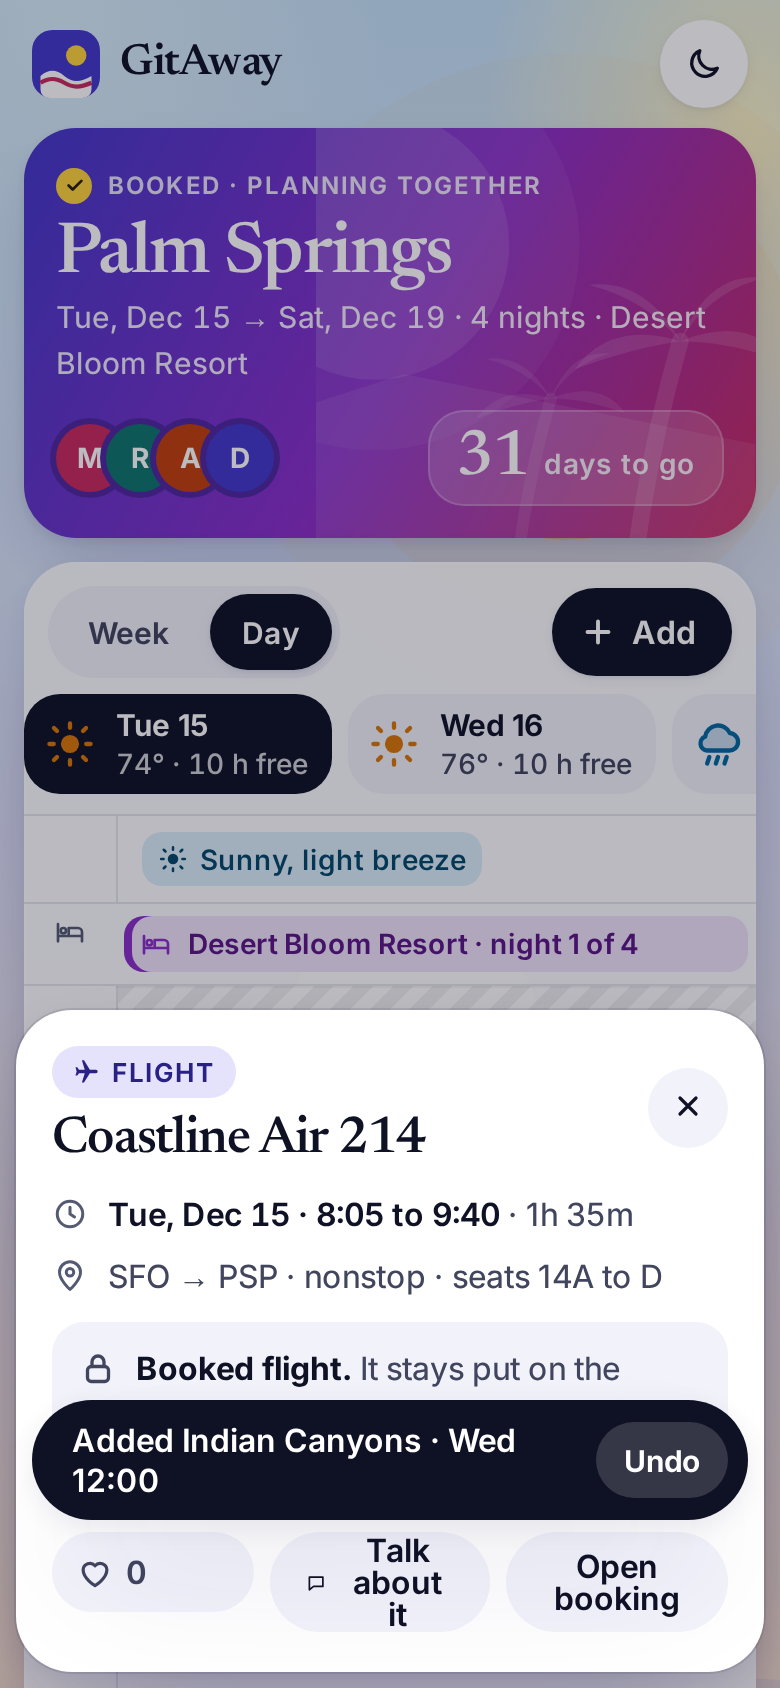 GitAway
BOOKED · PLANNING TOGETHER
Palm Springs
Tue, Dec 15 → Sat, Dec 19 · 4 nights · Desert
Bloom Resort
M R A D
31 days to go
Week Day + Add
Tue 15
74° · 10 h free
Wed 16
76° · 10 h free
Sunny, light breeze
Desert Bloom Resort · night 1 of 4
FLIGHT
Coastline Air 214
Tue, Dec 15 · 8:05 to 9:40 · 1h 35m
SFO → PSP · nonstop · seats 14A to D
Booked flight. It stays put on the
Added Indian Canyons · Wed
12:00
Undo
0
Talk
about
it
Open
booking